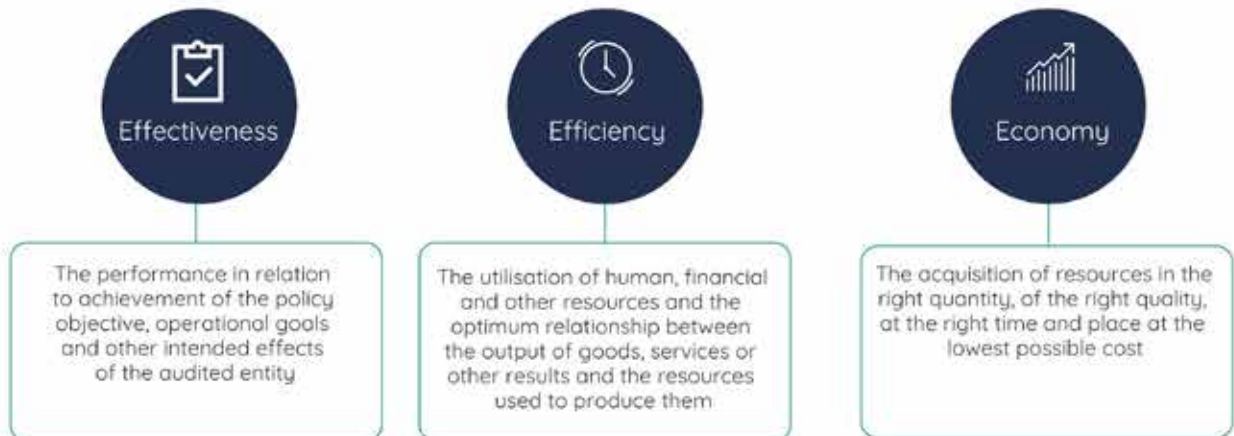 Effectiveness
The performance in relation
to achievement of the policy
objective, operational goals
and other intended effects
of the audited entity
Efficiency
The utilisation of human, financial
and other resources and the
optimum relationship between
the output of goods, services or
other results and the resources
used to produce them
Economy
The acquisition of resources in the
right quantity, of the right quality,
at the right time and place at the
lowest possible cost